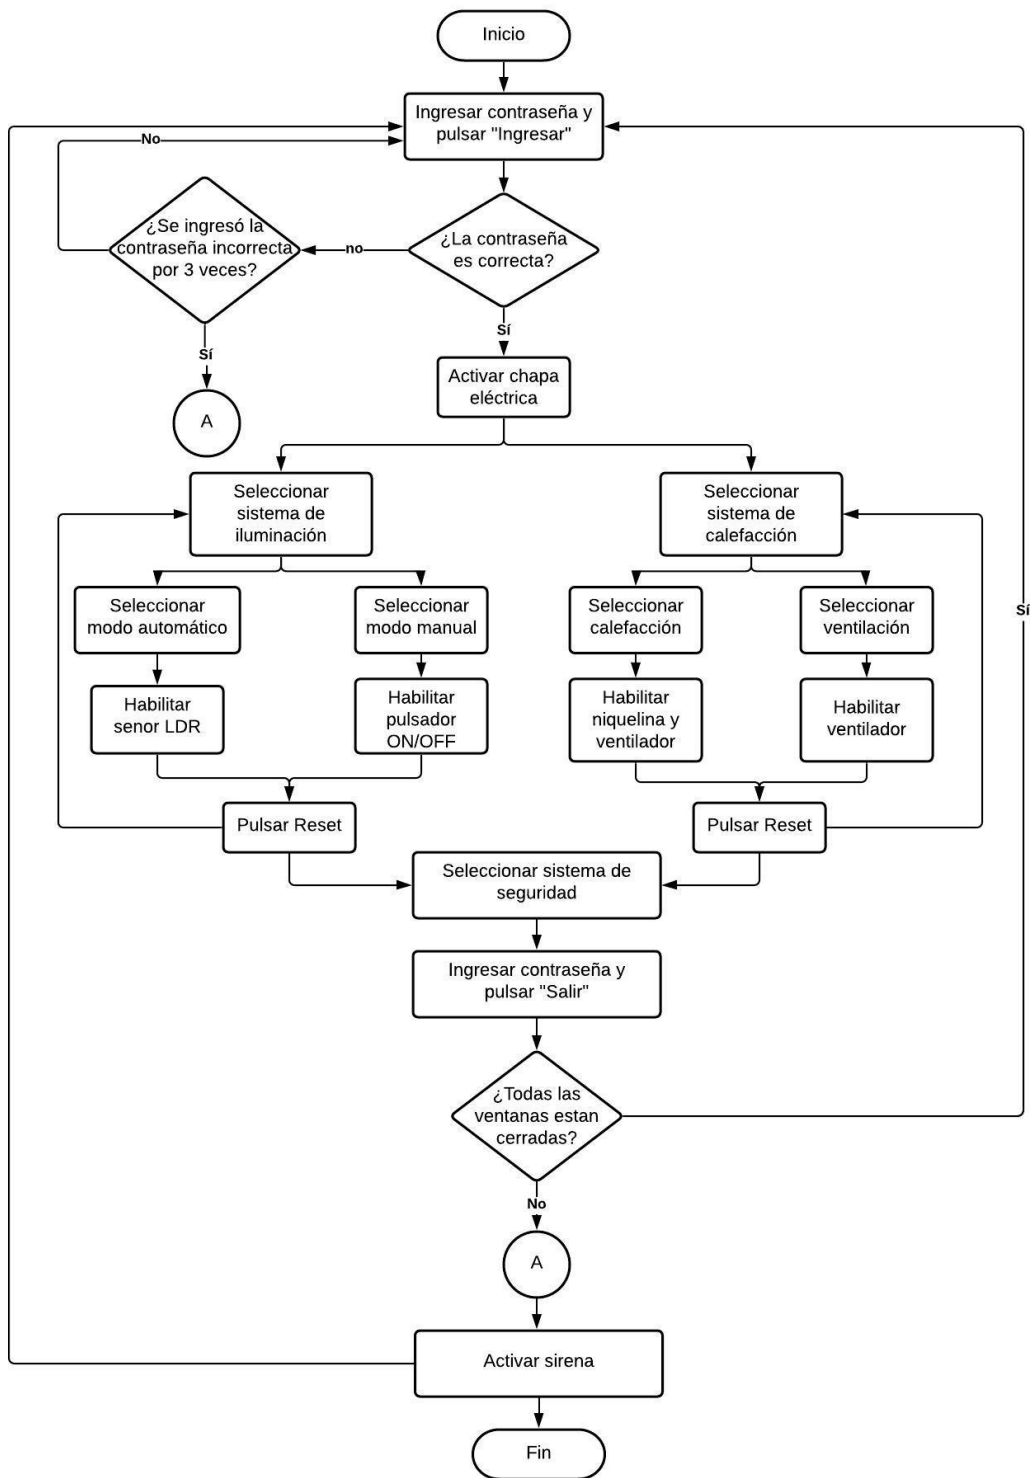 Inicio
Ingresar contraseña y
pulsar "Ingresar"
No
¿Se ingresó la
contraseña incorrecta
por 3 veces?
no
¿La contraseña
es correcta?
Sí
Sí
A
Activar chapa
eléctrica
Seleccionar
sistema de
iluminación
Seleccionar
sistema de
calefacción
Seleccionar
modo automático
Seleccionar
modo manual
Seleccionar
calefacción
Seleccionar
ventilación
Sí
Habilitar
senor LDR
Habilitar
pulsador
ON/OFF
Habilitar
niquelina y
ventilador
Habilitar
ventilador
Pulsar Reset
Pulsar Reset
Seleccionar sistema de
seguridad
Ingresar contraseña y
pulsar "Salir"
¿Todas las
ventanas estan
cerradas?
No
A
Activar sirena
Fin